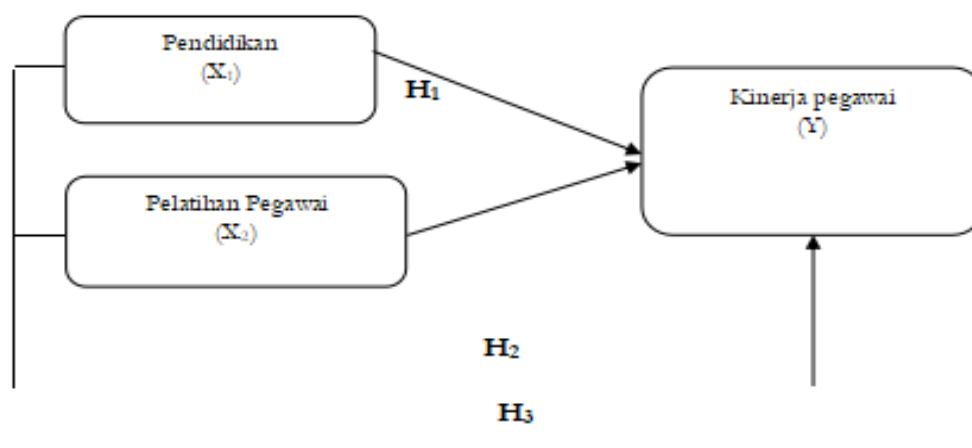 Pendidikan
(X₁)
H₁
Kinerja pegawai
(Y)
Pelatihan Pegawai
(X₂)
H₂
H₃